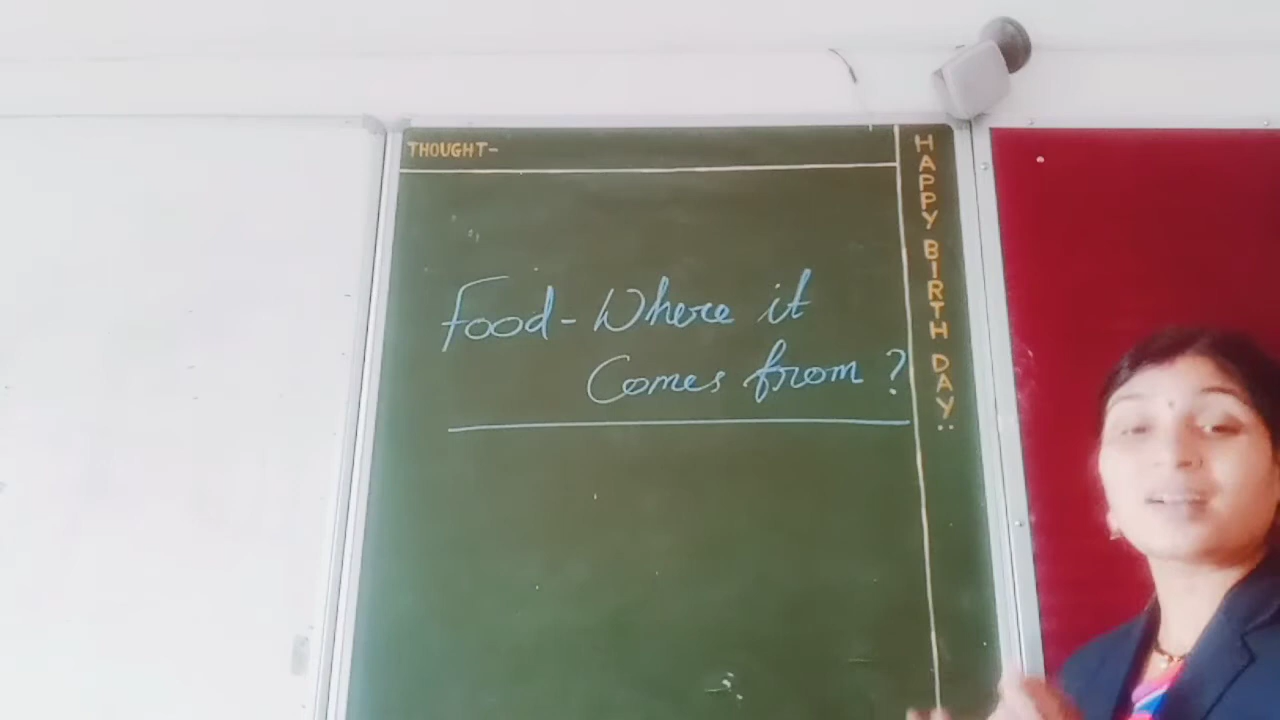 THOUGHT-
Food - Where it
Comes from ?
HAPPY BIRTH DAY: